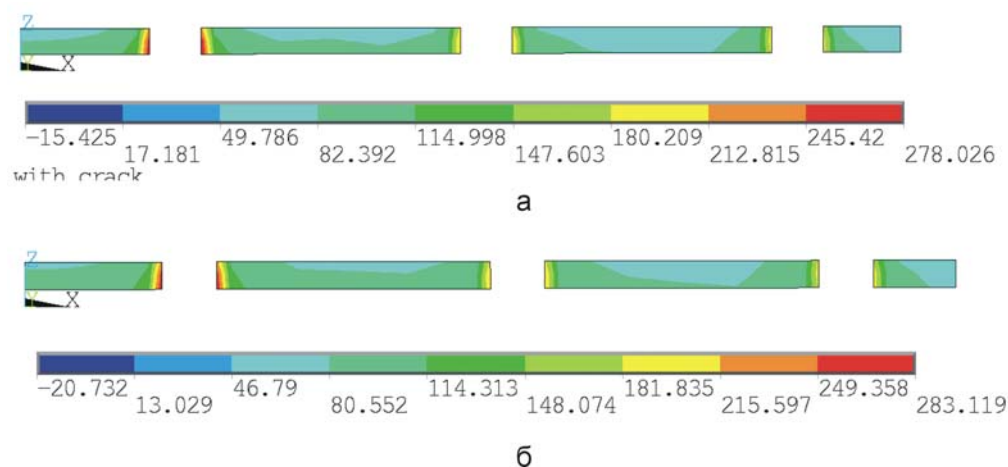 Z
Y X
-15.425 49.786 114.998 180.209 245.42
17.181 82.392 147.603 212.815 278.026
with crack
а
Z
Y X
-20.732 46.79 114.313 181.835 249.358
13.029 80.552 148.074 215.597 283.119
б